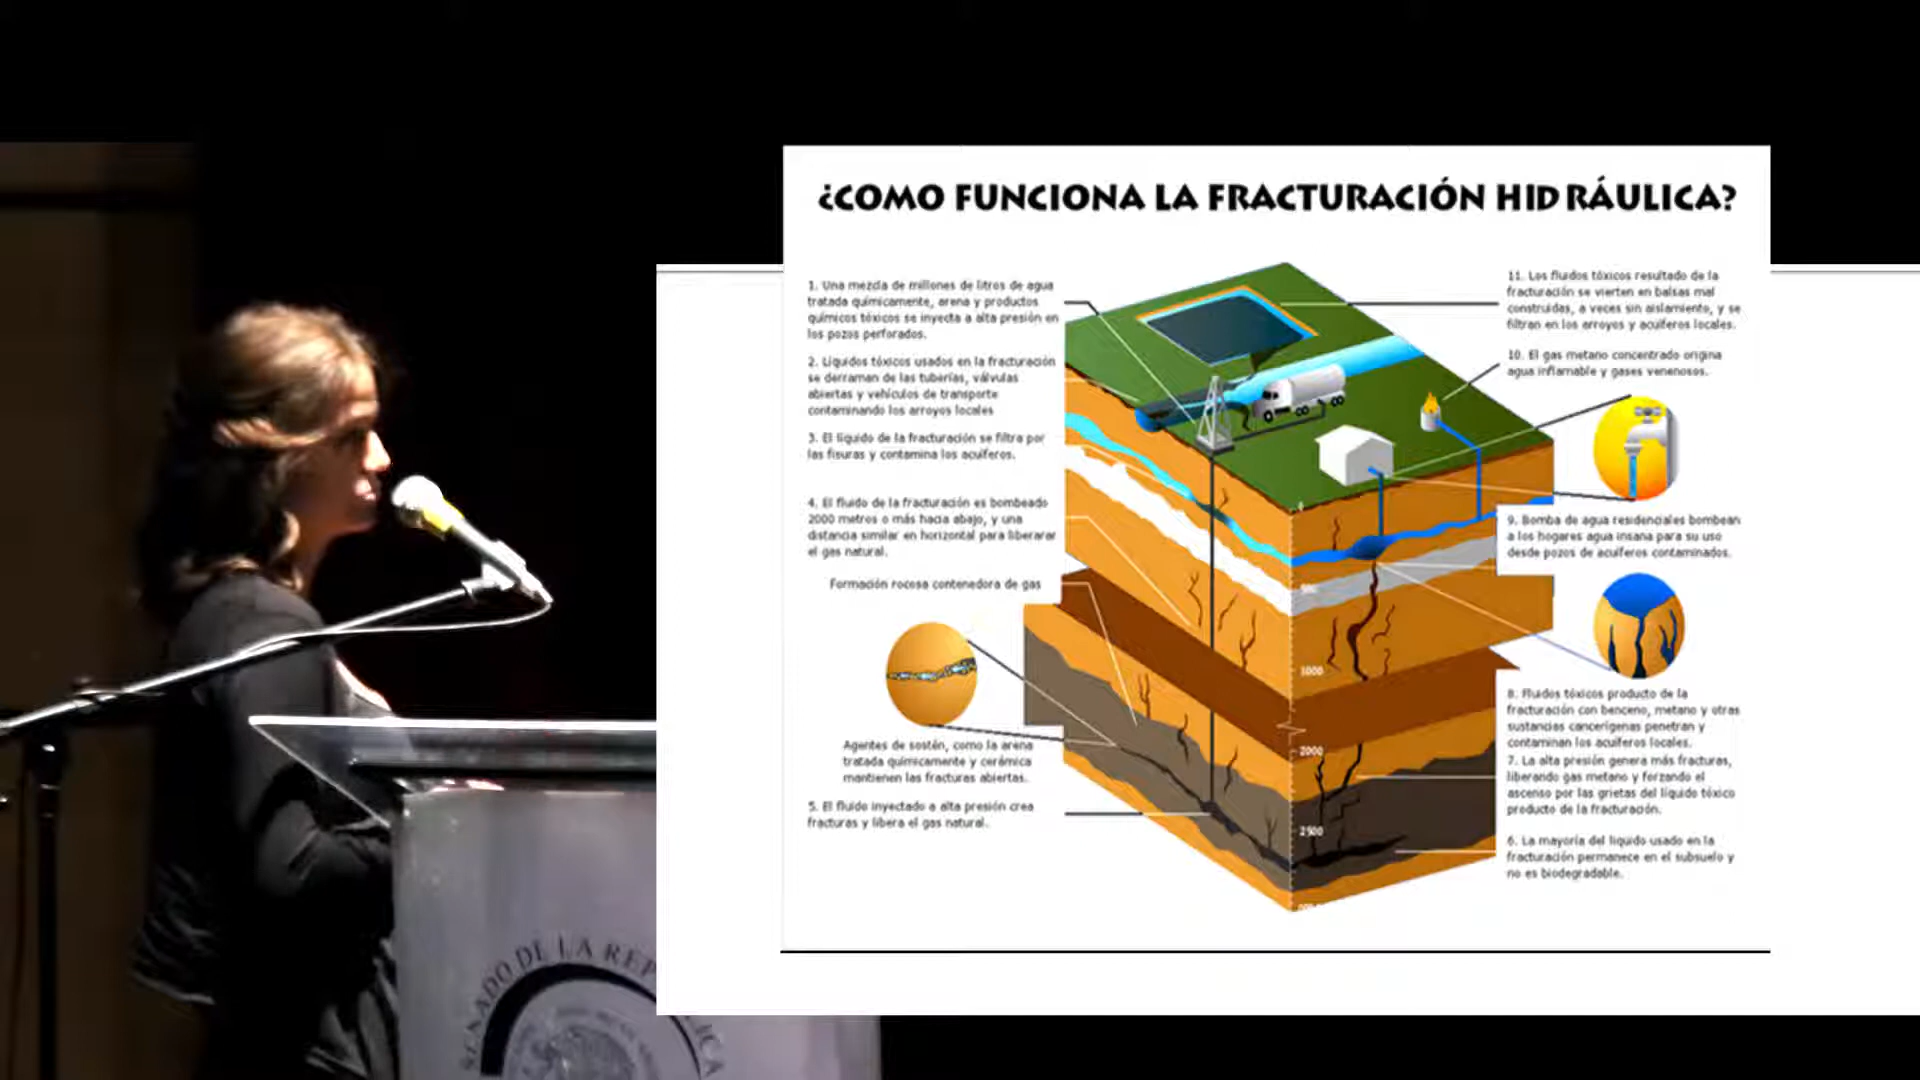 ¿COMO FUNCIONA LA FRACTURACIÓN HIDRÁULICA?
1. Una mezcla de millones de litros de agua
tratada químicamente, arena y productos
químicos tóxicos se inyecta a alta presión en
los pozos perforados.
2. Líquidos tóxicos usados en la fracturación
se derraman de las tuberías, válvulas
abiertas y vehículos de transporte
contaminando los arroyos locales
3. El líquido de la fracturación se filtra por
las fisuras y contamina los acuíferos.
4. El fluido de la fracturación es bombeado
2000 metros o más hacia abajo, y una
distancia similar en horizontal para liberarar
el gas natural.
Formación rocosa contenedora de gas
Agentes de sostén, como la arena
tratada químicamente y cerámica
mantienen las fracturas abiertas.
5. El fluido inyectado a alta presión crea
fracturas y libera el gas natural.
500
1000
2000
2500
11. Los fluidos tóxicos resultado de la
fracturación se vierten en balsas mal
construidas, a veces sin aislamiento, y se
filtran en los arroyos y acuíferos locales.
10. El gas metano concentrado origina
agua inflamable y gases venenosos.
9. Bomba de agua residenciales bombean
a los hogares agua insana para su uso
desde pozos de acuíferos contaminados.
8. Fluidos tóxicos producto de la
fracturación con benceno, metano y otras
sustancias cancerígenas penetran y
contaminan los acuíferos locales.
7. La alta presión genera más fracturas,
liberando gas metano y forzando el
ascenso por las grietas del líquido tóxico
producto de la fracturación.
6. La mayoría del líquido usado en la
fracturación permanece en el subsuelo y
no es biodegradable.
SENADO DE LA REP
LICA